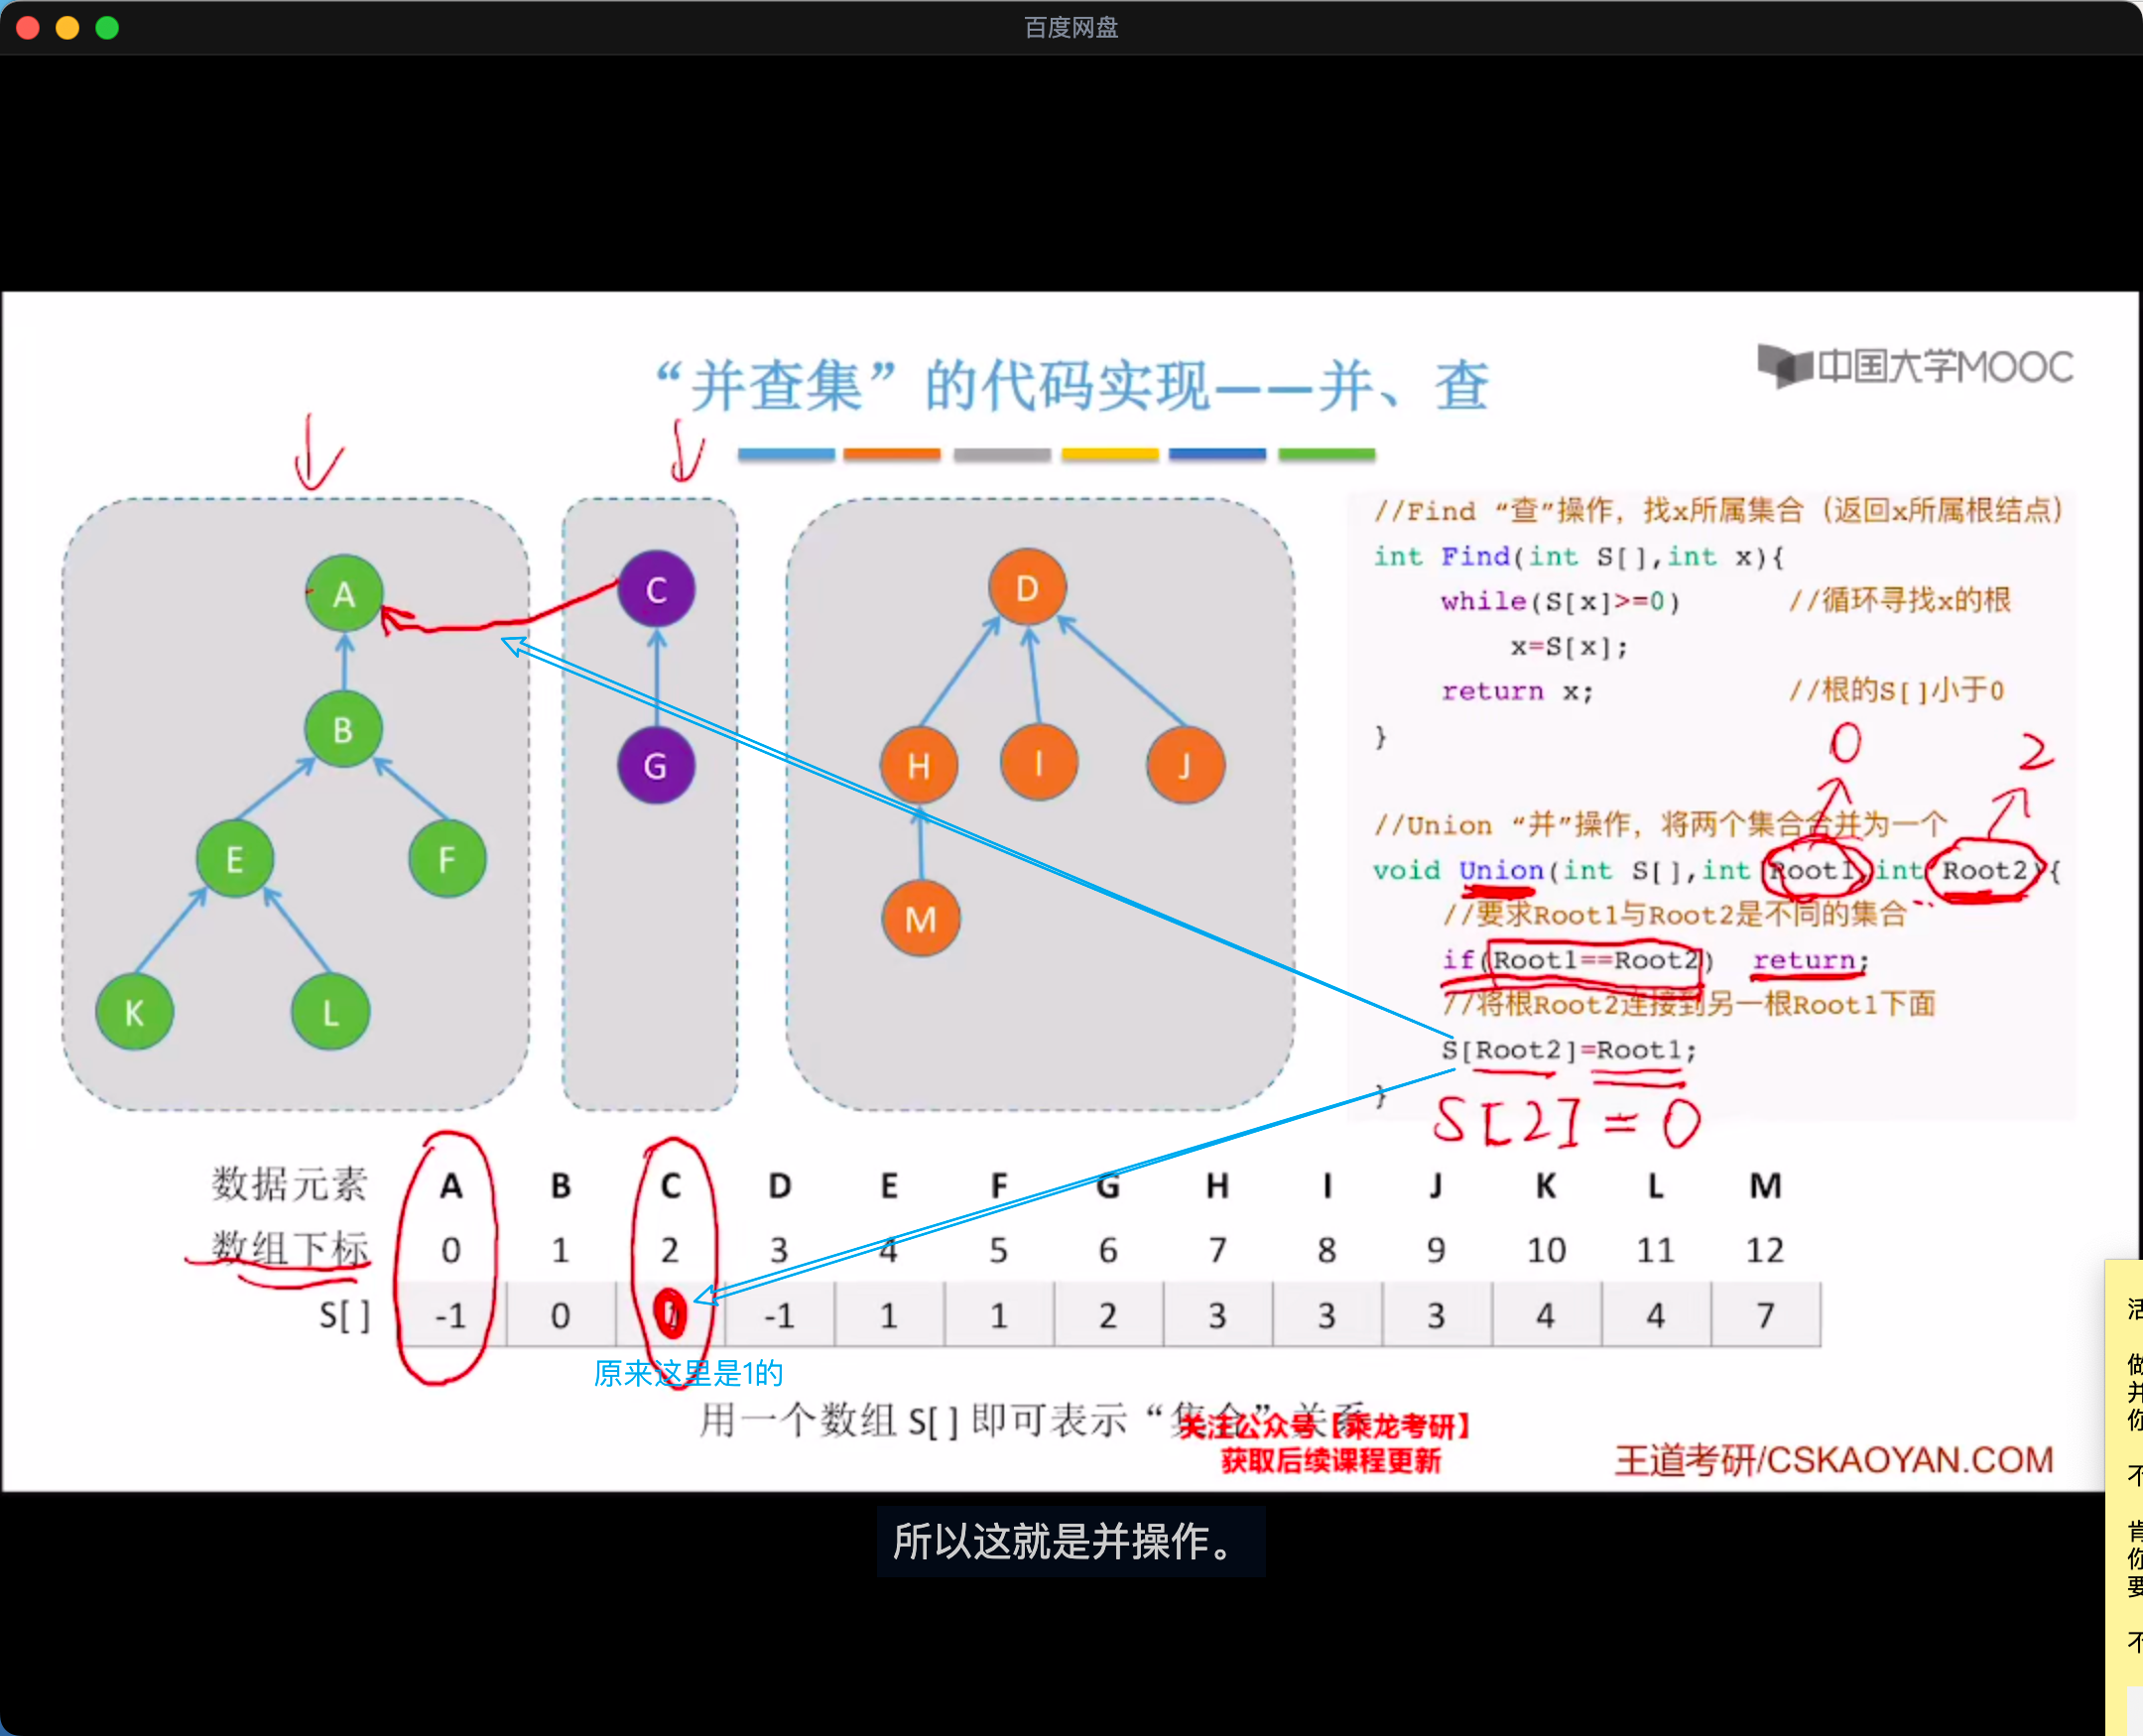 百度网盘
“并查集”的代码实现——并、查
中国大学MOOC
A
B
E
F
K
L
C
G
D
H
I
J
M
//Find “查”操作，找x所属集合（返回x所属根结点）
int Find(int S[],int x){
while(S[x]>=0) //循环寻找x的根
x=S[x];
return x; //根的S[]小于0
}
0
2
//Union “并”操作，将两个集合合并为一个
void Union(int S[],int Root1,int Root2){
//要求Root1与Root2是不同的集合
if(Root1==Root2) return;
//将根Root2连接到另一根Root1下面
S[Root2]=Root1;
}
S[2]=0
数据元素 A B C D E F G H I J K L M
数组下标 0 1 2 3 4 5 6 7 8 9 10 11 12
S[] -1 0 0 -1 1 1 2 3 3 3 4 4 7
原来这里是1的
用一个数组 S[] 即可表示“集合”关系
关注公众号【乘龙考研】
获取后续课程更新
王道考研/CSKAOYAN.COM
所以这就是并操作。
活
做
并
你
不
肯
你
要
不